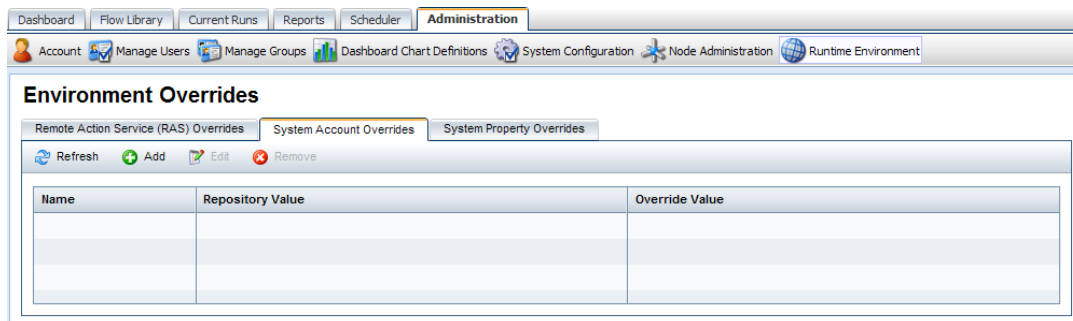 Dashboard Flow Library Current Runs Reports Scheduler Administration
Account Manage Users Manage Groups Dashboard Chart Definitions System Configuration Node Administration Runtime Environment
Environment Overrides
Remote Action Service (RAS) Overrides System Account Overrides System Property Overrides
Refresh Add Edit Remove
Name Repository Value Override Value